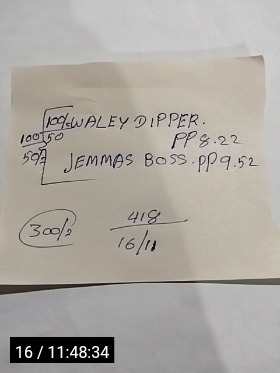 100/= WALEY DIPPER.
100 50 PP 8.22
50 JEMMAS BOSS. PP 9.52
300/= 418
16/11
16 / 11:48:34